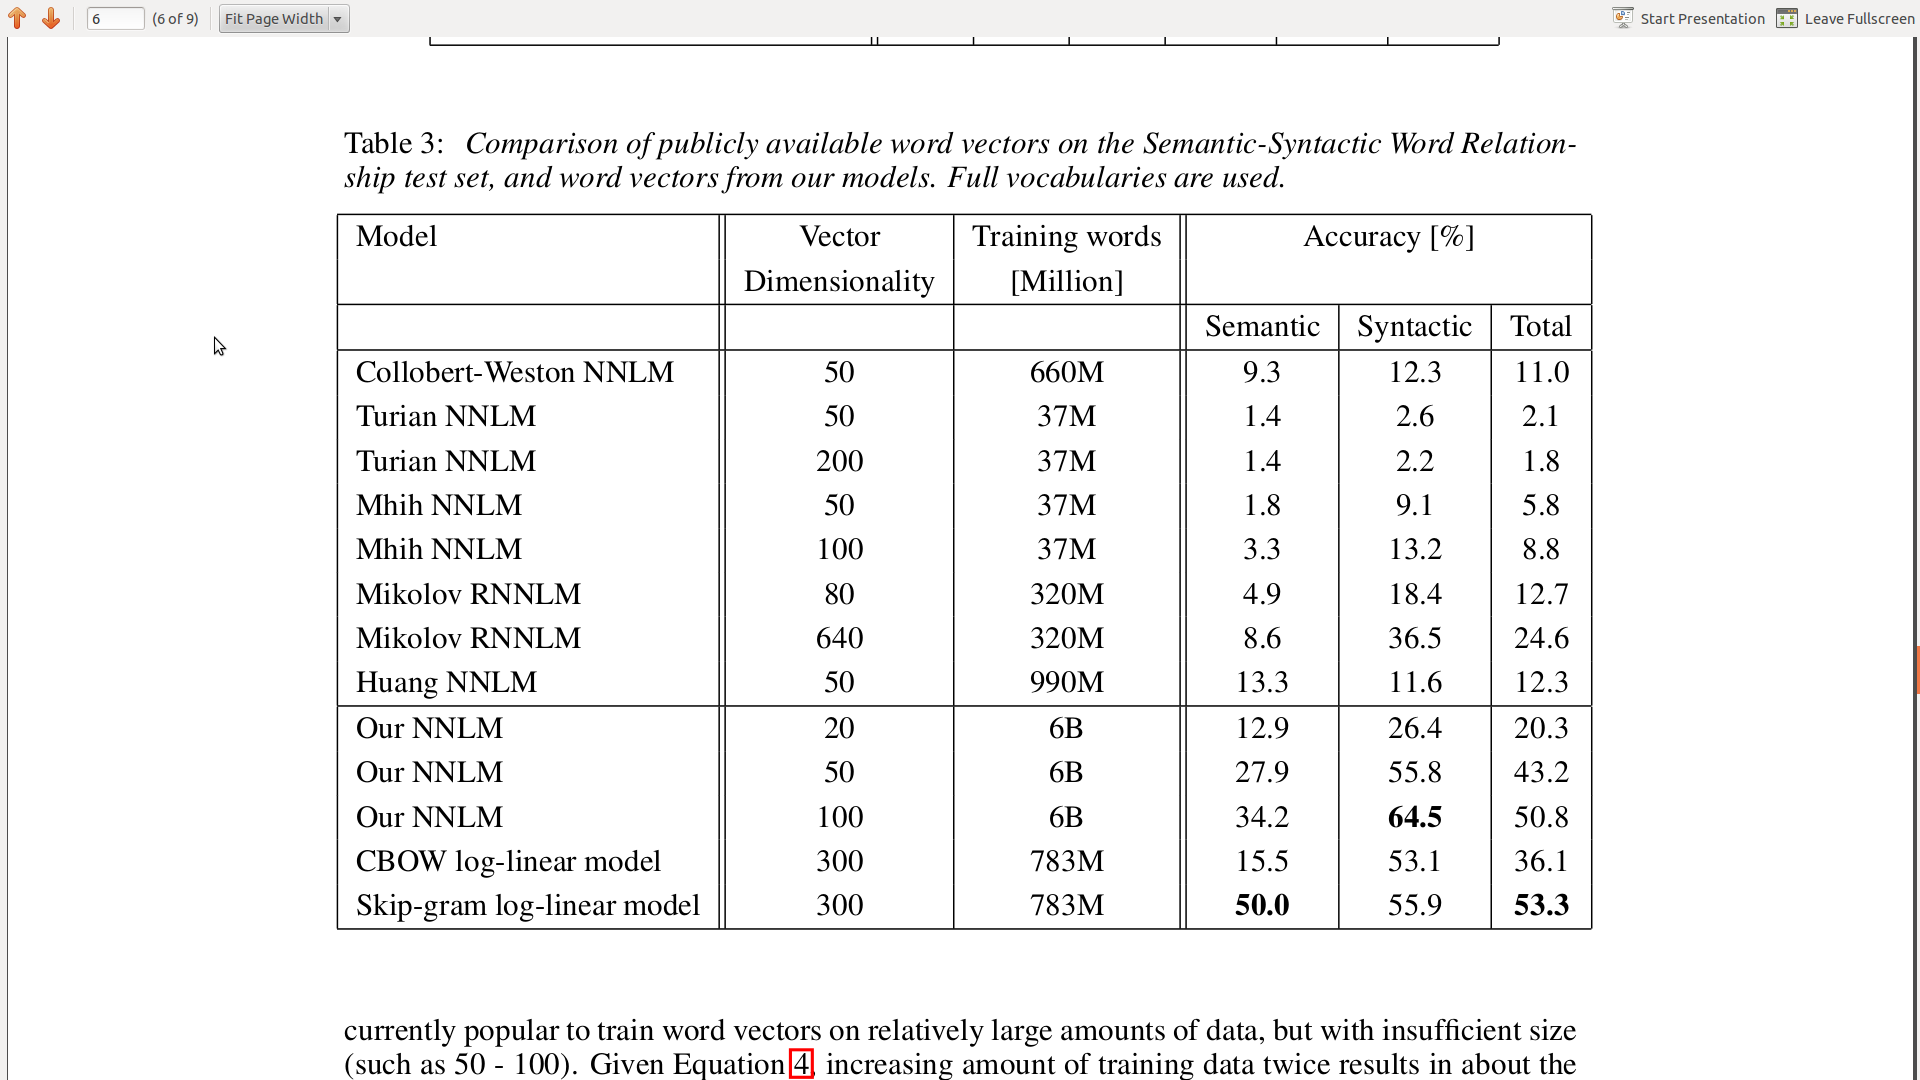 6 (6 of 9) Fit Page Width Start Presentation Leave Fullscreen
Table 3: Comparison of publicly available word vectors on the Semantic-Syntactic Word Relation-
ship test set, and word vectors from our models. Full vocabularies are used.
Model Vector Training words Accuracy [%]
Dimensionality [Million]
Semantic Syntactic Total
Collobert-Weston NNLM 50 660M 9.3 12.3 11.0
Turian NNLM 50 37M 1.4 2.6 2.1
Turian NNLM 200 37M 1.4 2.2 1.8
Mhih NNLM 50 37M 1.8 9.1 5.8
Mhih NNLM 100 37M 3.3 13.2 8.8
Mikolov RNNLM 80 320M 4.9 18.4 12.7
Mikolov RNNLM 640 320M 8.6 36.5 24.6
Huang NNLM 50 990M 13.3 11.6 12.3
Our NNLM 20 6B 12.9 26.4 20.3
Our NNLM 50 6B 27.9 55.8 43.2
Our NNLM 100 6B 34.2 64.5 50.8
CBOW log-linear model 300 783M 15.5 53.1 36.1
Skip-gram log-linear model 300 783M 50.0 55.9 53.3
currently popular to train word vectors on relatively large amounts of data, but with insufficient size
(such as 50 - 100). Given Equation 4, increasing amount of training data twice results in about the